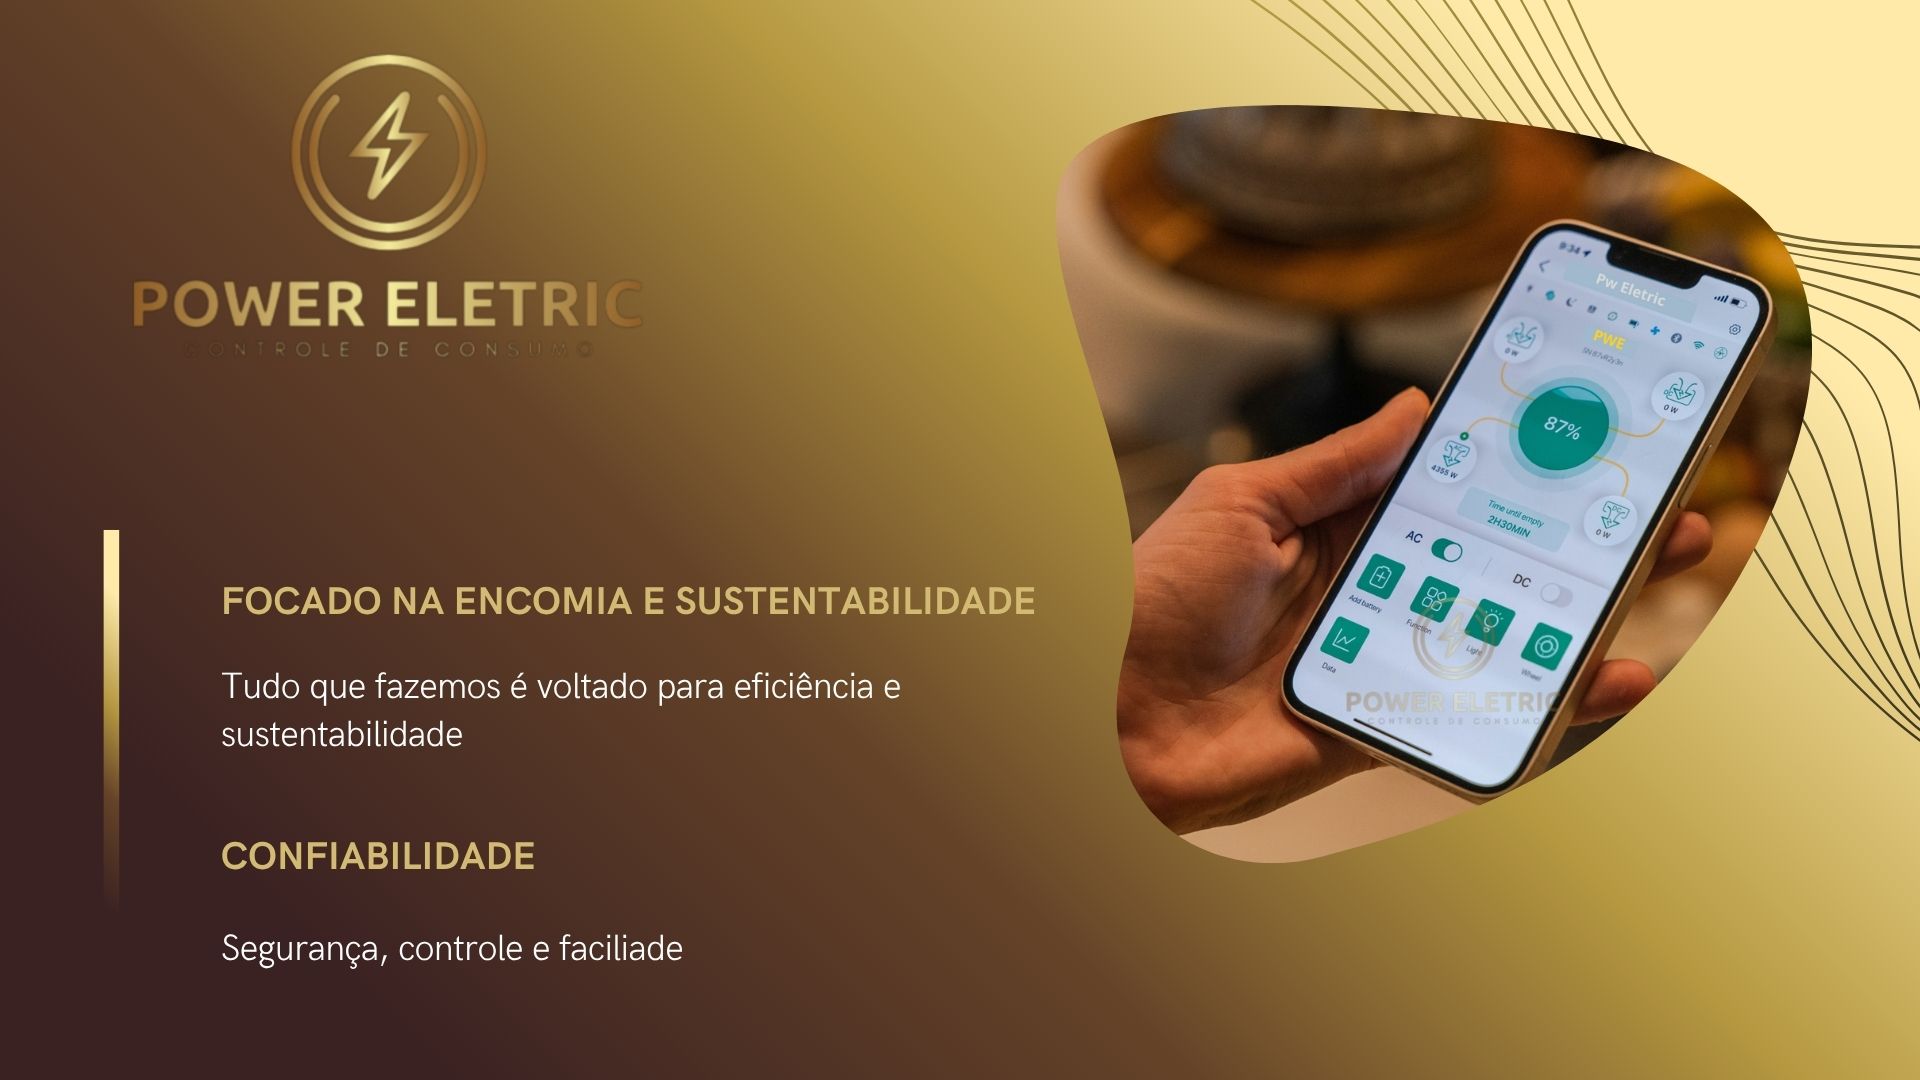 POWER ELETRIC
CONTROLE DE CONSUMO
FOCADO NA ENCOMIA E SUSTENTABILIDADE
Tudo que fazemos é voltado para eficiência e
sustentabilidade
CONFIABILIDADE
Segurança, controle e faciliade
9:34
Pw Eletric
PWE
0 W
0 W
87%
4355 W
0 W
Time until empty
2H30MIN
AC
DC
Add battery
Function
Light
Wheel
Data
POWER ELETRIC
CONTROLE DE CONSUMO